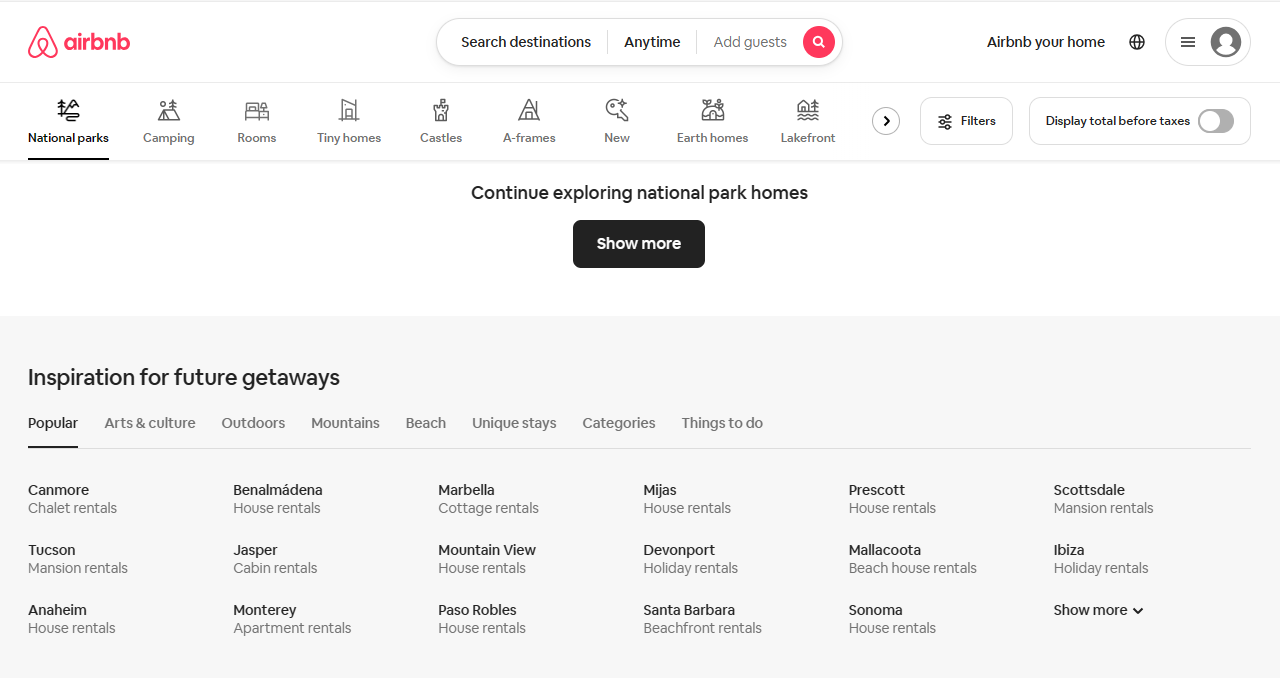 airbnb
Search destinations Anytime Add guests
Airbnb your home
National parks Camping Rooms Tiny homes Castles A-frames New Earth homes Lakefront
Filters
Display total before taxes
Continue exploring national park homes
Show more
Inspiration for future getaways
Popular Arts & culture Outdoors Mountains Beach Unique stays Categories Things to do
Canmore Benalmádena Marbella Mijas Prescott Scottsdale
Chalet rentals House rentals Cottage rentals House rentals House rentals Mansion rentals
Tucson Jasper Mountain View Devonport Mallacoota Ibiza
Mansion rentals Cabin rentals House rentals Holiday rentals Beach house rentals Holiday rentals
Anaheim Monterey Paso Robles Santa Barbara Sonoma Show more
House rentals Apartment rentals House rentals Beachfront rentals House rentals